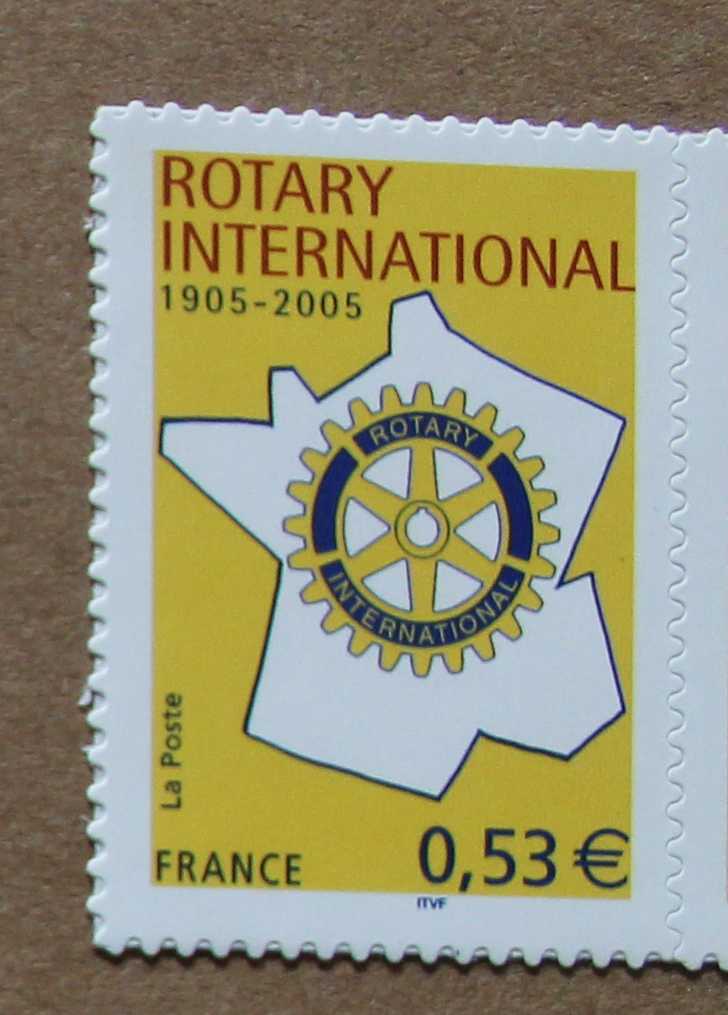 ROTARY
INTERNATIONAL
1905-2005
ROTARY
INTERNATIONAL
La Poste
FRANCE
0,53 €
ITVF